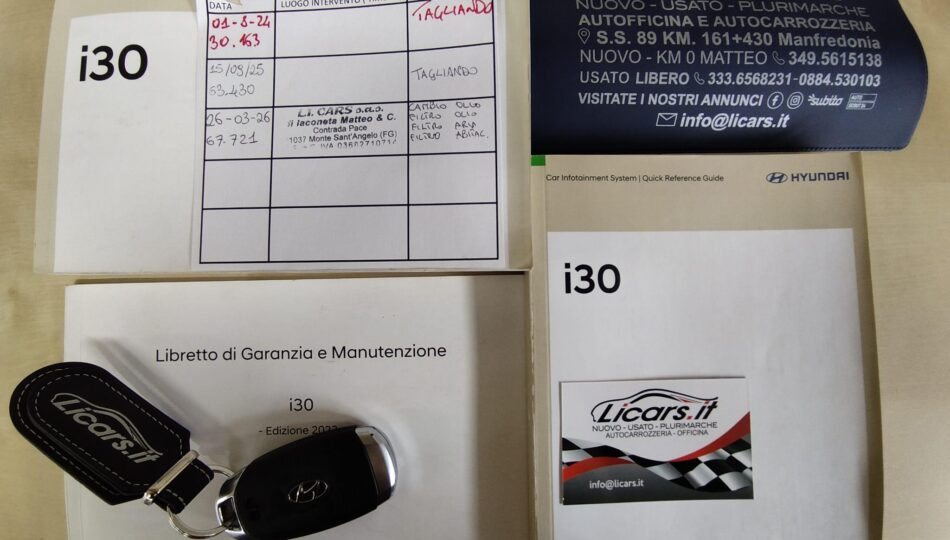 i30
DATA
LUOGO INTERVENTO
01-8-24
30.163
TAGLIANDO
15/09/25
63.430
TAGLIANDO
26-03-26
67.721
LI. CARS s.a.s.
Iaconeta Matteo & C.
Contrada Pace
1037 Monte Sant'Angelo (FG)
CAMBIO OLIO
FILTRO OLIO
FILTRO ARIA
FILTRO ABITAC.
NUOVO - USATO - PLURIMARCHE
AUTOFFICINA E AUTOCARROZZERIA
S.S. 89 KM. 161+430 Manfredonia
NUOVO - KM 0 MATTEO 349.5615138
USATO LIBERO 333.6568231-0884.530103
VISITATE I NOSTRI ANNUNCI subito
info@licars.it
Car Infotainment System | Quick Reference Guide
HYUNDAI
i30
Libretto di Garanzia e Manutenzione
i30
- Edizione
Licars.it
Licars.it
NUOVO - USATO - PLURIMARCHE
AUTOCARROZZERIA - OFFICINA
info@licars.it